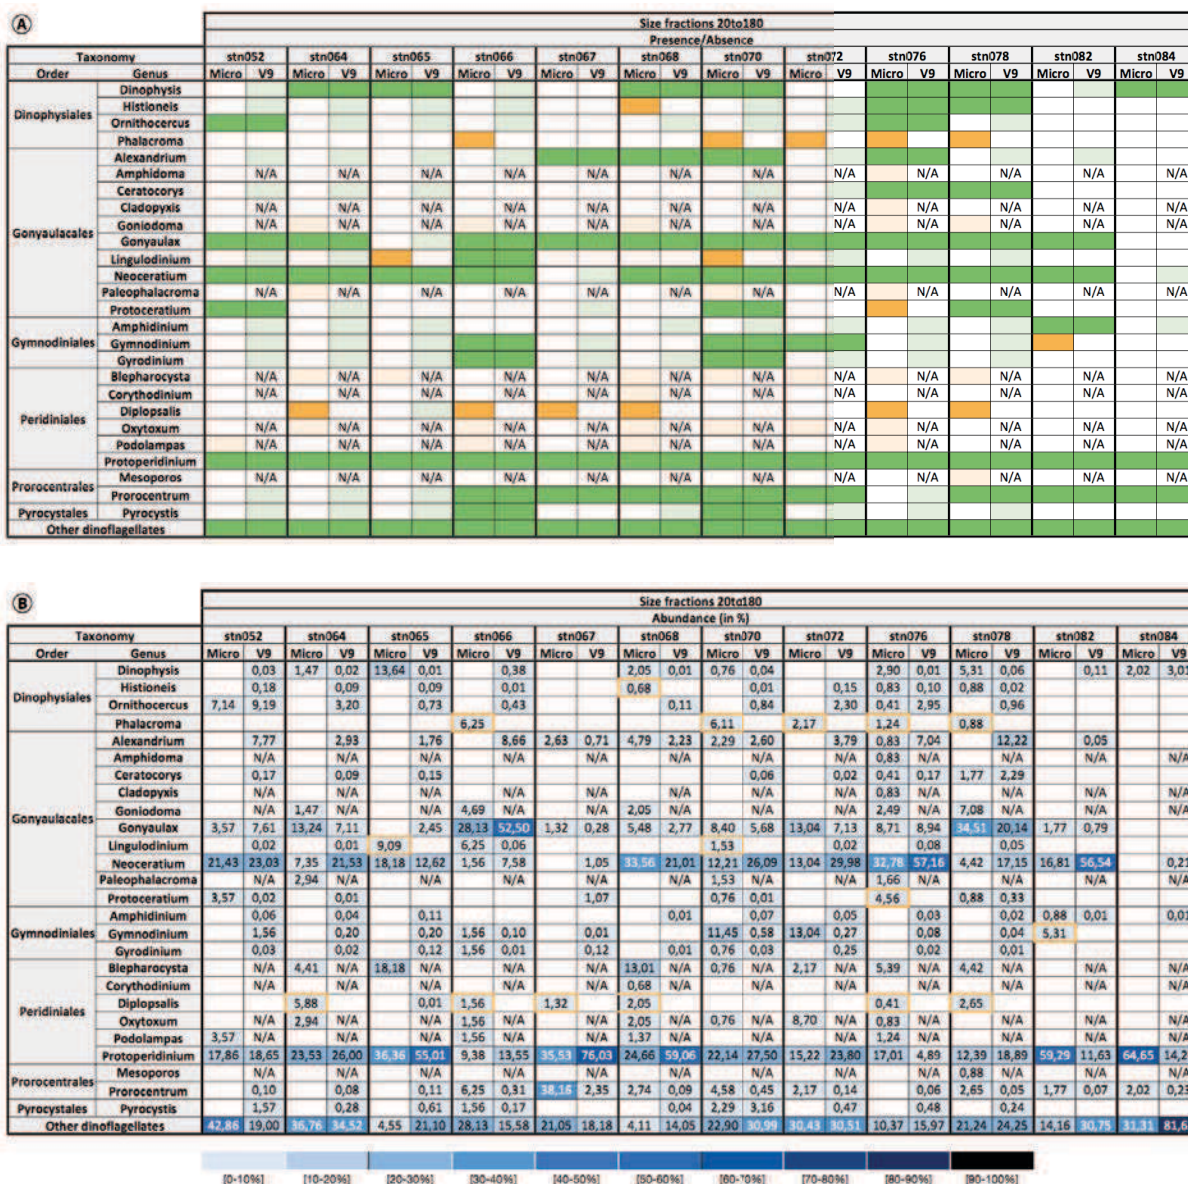 A
Size fractions 20to180
Presence/Absence
Taxonomy stn052 stn064 stn065 stn066 stn067 stn068 stn070 stn072 stn076 stn078 stn082 stn084
Order Genus Micro V9 Micro V9 Micro V9 Micro V9 Micro V9 Micro V9 Micro V9 Micro V9 Micro V9 Micro V9 Micro V9 Micro V9
Dinophysiales Dinophysis
Histioneis
Ornithocercus
Phalacroma
Gonyaulacales Alexandrium
Amphidoma N/A N/A N/A N/A N/A N/A N/A N/A N/A N/A N/A N/A
Ceratocorys
Cladopyxis N/A N/A N/A N/A N/A N/A N/A N/A N/A N/A N/A N/A
Goniodoma N/A N/A N/A N/A N/A N/A N/A N/A N/A N/A N/A N/A
Gonyaulax
Lingulodinium
Neoceratium
Paleophalacroma N/A N/A N/A N/A N/A N/A N/A N/A N/A N/A N/A N/A
Protoceratium
Gymnodiniales Amphidinium
Gymnodinium
Gyrodinium
Peridiniales Blepharocysta N/A N/A N/A N/A N/A N/A N/A N/A N/A N/A N/A N/A
Corythodinium N/A N/A N/A N/A N/A N/A N/A N/A N/A N/A N/A N/A
Diplopsalis
Oxytoxum N/A N/A N/A N/A N/A N/A N/A N/A N/A N/A N/A N/A
Podolampas N/A N/A N/A N/A N/A N/A N/A N/A N/A N/A N/A N/A
Protoperidinium
Prorocentrales Mesoporos N/A N/A N/A N/A N/A N/A N/A N/A N/A N/A N/A N/A
Prorocentrum
Pyrocystales Pyrocystis
Other dinoflagellates
B
Size fractions 20to180
Abundance (in %)
Taxonomy stn052 stn064 stn065 stn066 stn067 stn068 stn070 stn072 stn076 stn078 stn082 stn084
Order Genus Micro V9 Micro V9 Micro V9 Micro V9 Micro V9 Micro V9 Micro V9 Micro V9 Micro V9 Micro V9 Micro V9 Micro V9
Dinophysiales Dinophysis 0,03 1,47 0,02 13,64 0,01 0,38 2,05 0,01 0,76 0,04 2,90 0,01 5,31 0,06 0,11 2,02 3,01
Histioneis 0,18 0,09 0,09 0,01 0,68 0,01 0,15 0,83 0,10 0,88 0,02
Ornithocercus 7,14 9,19 3,20 0,73 0,43 0,11 0,84 2,30 0,41 2,95 0,96
Phalacroma 6,25 6,11 2,17 1,24 0,88
Gonyaulacales Alexandrium 7,77 2,93 1,76 8,66 2,63 0,71 4,79 2,23 2,29 2,60 3,79 0,83 7,04 12,22 0,05
Amphidoma N/A N/A N/A N/A N/A N/A N/A N/A 0,83 N/A N/A N/A N/A
Ceratocorys 0,17 0,09 0,15 0,06 0,02 0,41 0,17 1,77 2,29
Cladopyxis N/A N/A N/A N/A N/A N/A N/A N/A 0,83 N/A N/A N/A N/A
Goniodoma N/A 1,47 N/A N/A 4,69 N/A N/A 2,05 N/A N/A N/A 2,49 N/A 7,08 N/A N/A N/A
Gonyaulax 3,57 7,61 13,24 7,11 2,45 28,13 52,50 1,32 0,28 5,48 2,77 8,40 5,68 13,04 7,13 8,71 8,94 34,51 20,14 1,77 0,79
Lingulodinium 0,02 0,01 9,09 6,25 0,06 1,53 0,02 0,08 0,05
Neoceratium 21,43 23,03 7,35 21,53 18,18 12,62 1,56 7,58 1,05 33,56 21,01 12,21 26,09 13,04 29,98 32,78 57,16 4,42 17,15 16,81 56,54 0,21
Paleophalacroma N/A 2,94 N/A N/A N/A N/A N/A 1,53 N/A N/A 1,66 N/A N/A N/A N/A
Protoceratium 3,57 0,02 0,01 1,07 0,76 0,01 4,56 0,88 0,33
Gymnodiniales Amphidinium 0,06 0,04 0,11 0,01 0,07 0,05 0,03 0,02 0,88 0,01 0,01
Gymnodinium 1,56 0,20 0,20 1,56 0,10 0,01 11,45 0,58 13,04 0,27 0,08 0,04 5,31
Gyrodinium 0,03 0,02 0,12 1,56 0,01 0,12 0,01 0,76 0,03 0,25 0,02 0,01
Peridiniales Blepharocysta N/A 4,41 N/A 18,18 N/A N/A N/A 13,01 N/A 0,76 N/A 2,17 N/A 5,39 N/A 4,42 N/A N/A N/A
Corythodinium N/A N/A N/A N/A N/A 0,68 N/A N/A N/A N/A N/A N/A N/A
Diplopsalis 5,88 0,01 1,56 1,32 2,05 0,41 2,65
Oxytoxum N/A 2,94 N/A N/A 1,56 N/A N/A 2,05 N/A 0,76 N/A 8,70 N/A 0,83 N/A N/A N/A N/A
Podolampas 3,57 N/A N/A N/A 1,56 N/A N/A 1,37 N/A N/A N/A 1,24 N/A N/A N/A N/A
Protoperidinium 17,86 18,65 23,53 26,00 36,36 55,01 9,38 13,55 35,53 76,03 24,66 59,06 22,14 27,50 15,22 23,80 17,01 4,89 12,39 18,89 59,29 11,63 64,65 14,2
Prorocentrales Mesoporos N/A N/A N/A N/A N/A N/A N/A N/A N/A 0,88 N/A N/A N/A
Prorocentrum 0,10 0,08 0,11 6,25 0,31 38,16 2,35 2,74 0,09 4,58 0,45 2,17 0,14 0,06 2,65 0,05 1,77 0,07 2,02 0,23
Pyrocystales Pyrocystis 1,57 0,28 0,61 1,56 0,17 0,04 2,29 3,16 0,47 0,48 0,24
Other dinoflagellates 42,86 19,00 36,76 34,52 4,55 21,10 28,13 15,58 21,05 18,18 4,11 14,05 22,90 30,99 30,43 30,51 10,37 15,97 21,24 24,25 14,16 30,75 31,31 81,6
[0-10%] [10-20%] [20-30%] [30-40%] [40-50%] [50-60%] [60-70%] [70-80%] [80-90%] [90-100%]